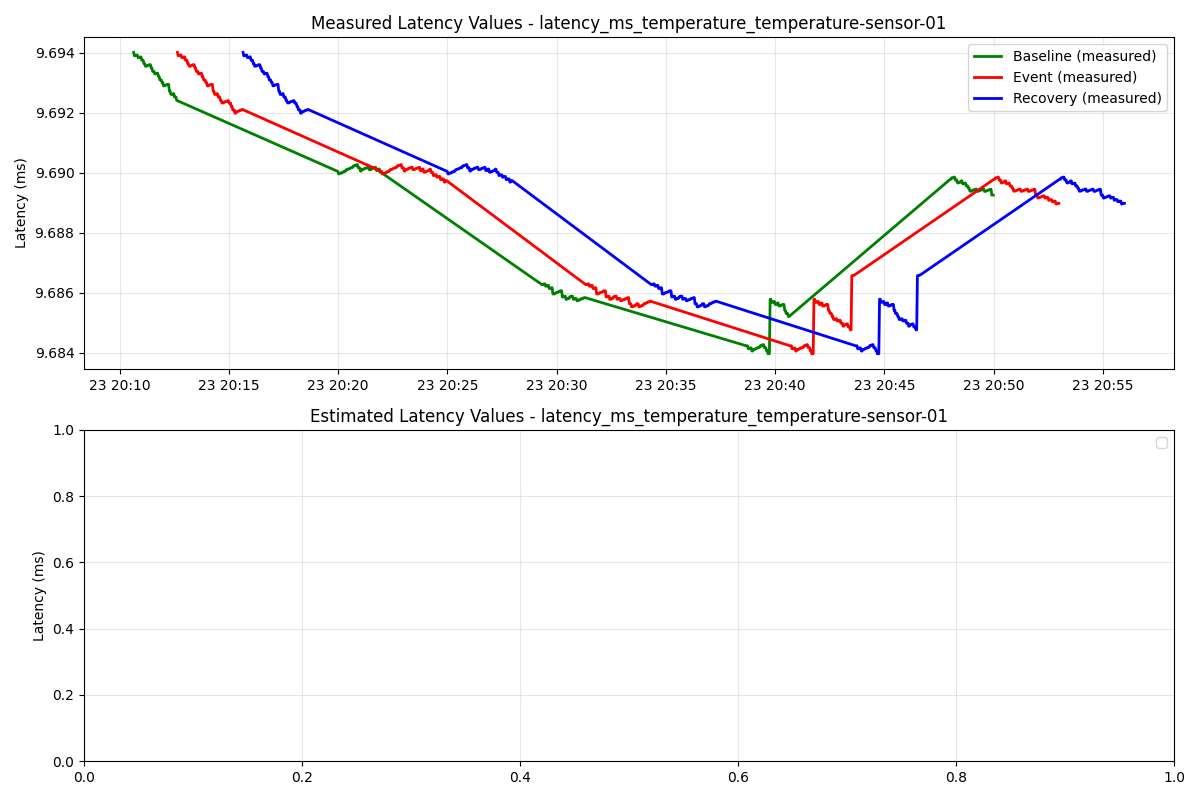 Measured Latency Values - latency_ms_temperature_temperature-sensor-01
Latency (ms)
9.694
9.692
9.690
9.688
9.686
9.684
Baseline (measured)
Event (measured)
Recovery (measured)
23 20:10 23 20:15 23 20:20 23 20:25 23 20:30 23 20:35 23 20:40 23 20:45 23 20:50 23 20:55
Estimated Latency Values - latency_ms_temperature_temperature-sensor-01
Latency (ms)
1.0
0.8
0.6
0.4
0.2
0.0
0.0 0.2 0.4 0.6 0.8 1.0